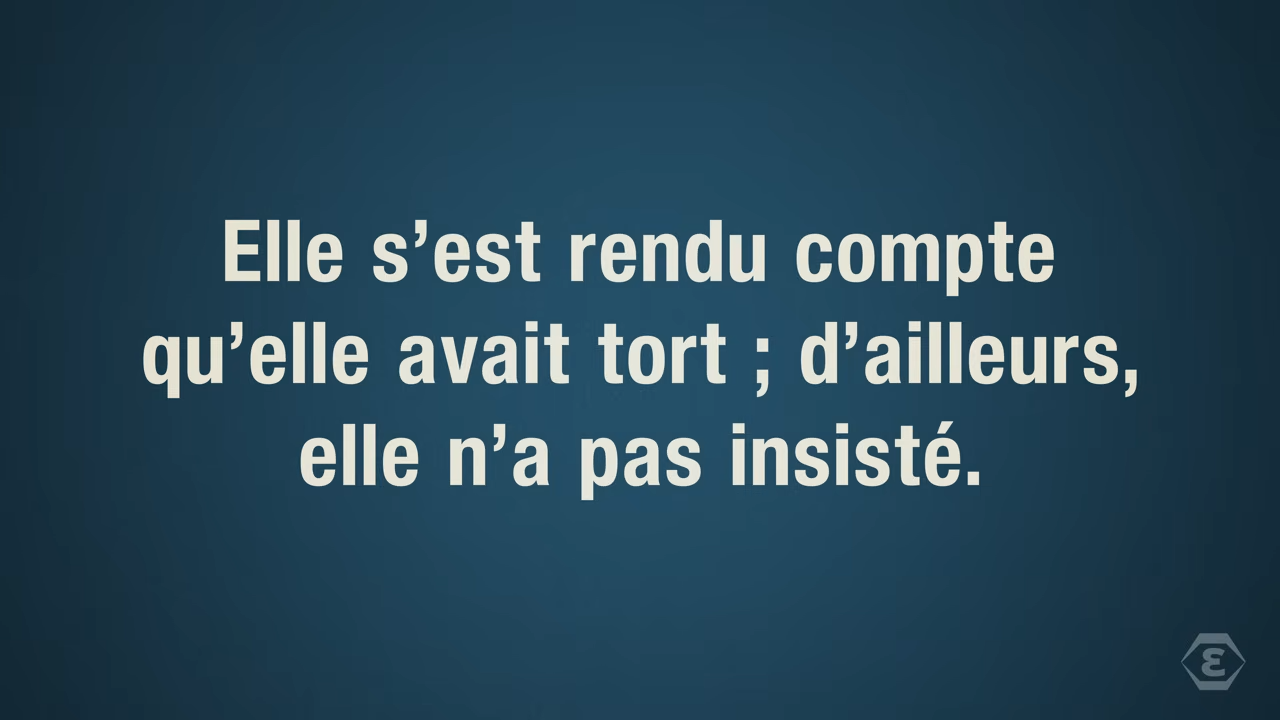 Elle s’est rendu compte
qu’elle avait tort ; d’ailleurs,
elle n’a pas insisté.
ε